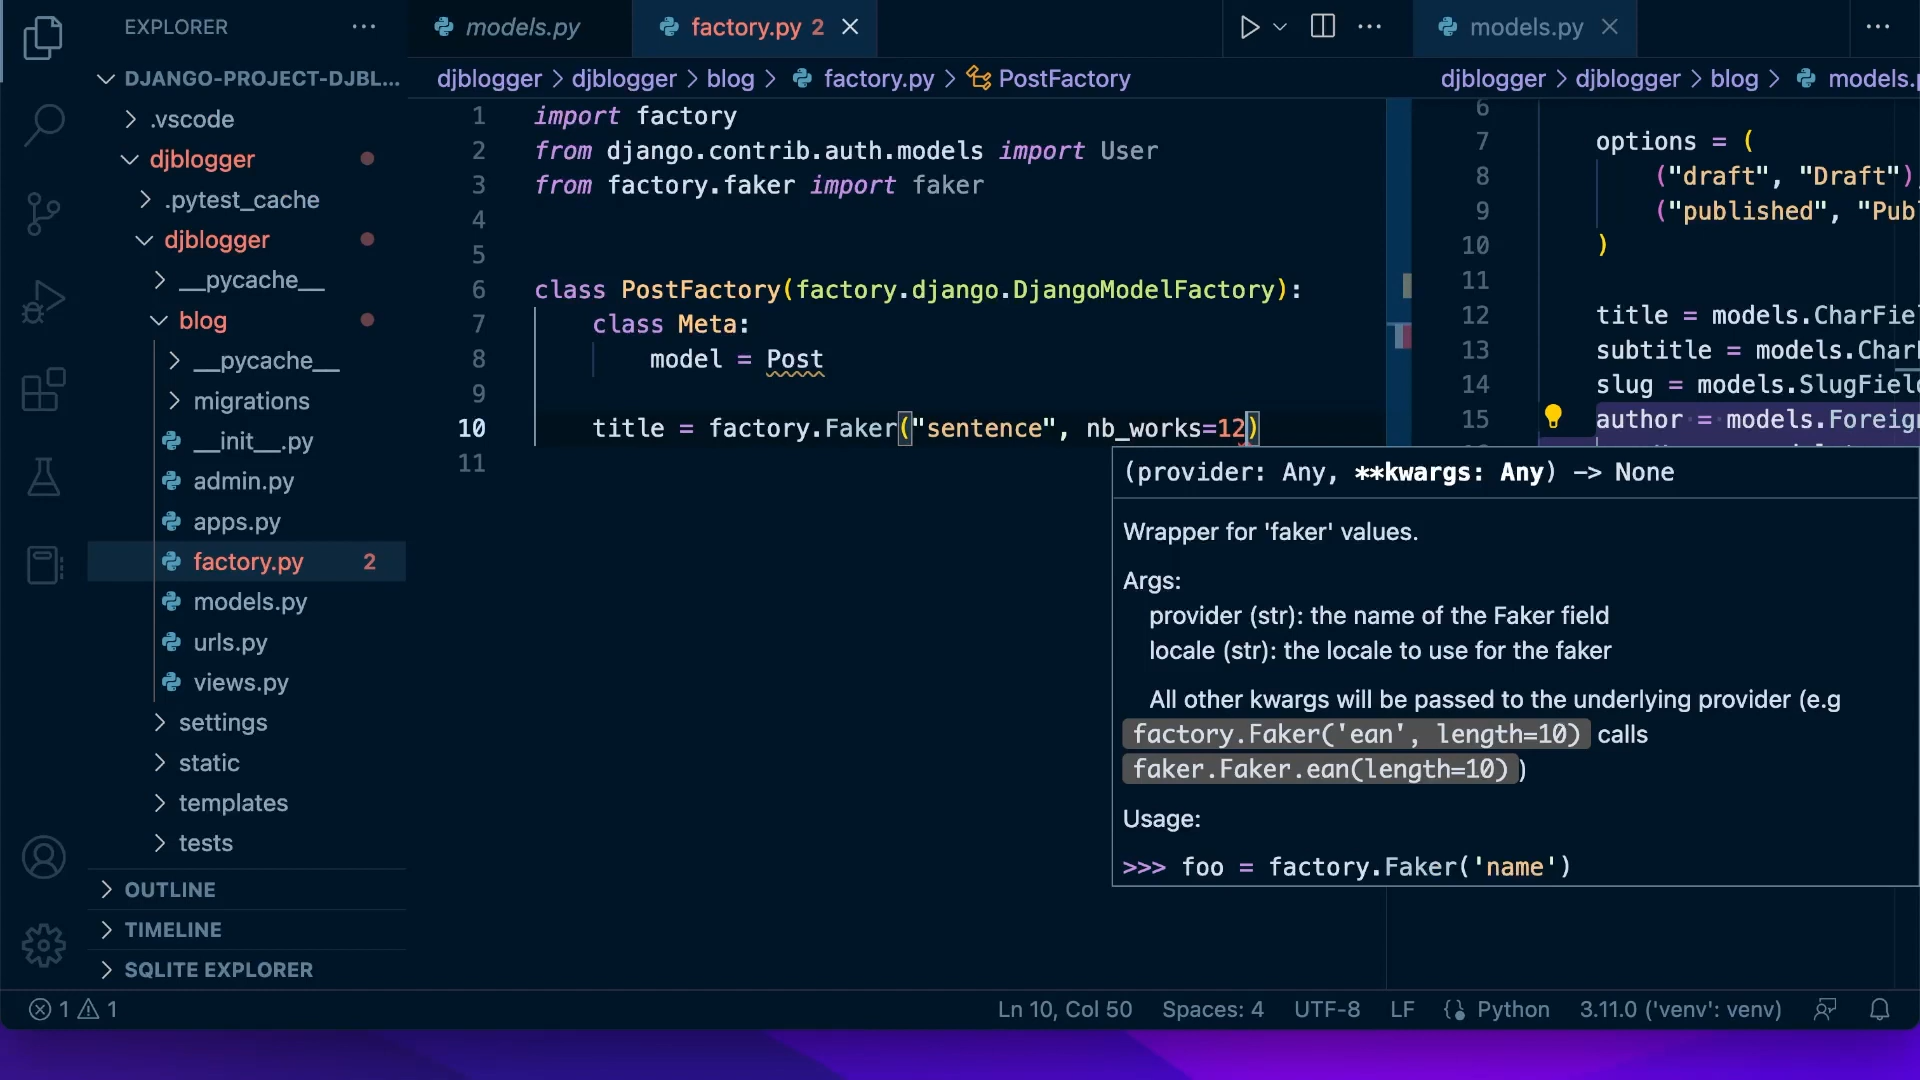 EXPLORER
DJANGO-PROJECT-DJBL...
.vscode
djblogger
.pytest_cache
djblogger
__pycache__
blog
__pycache__
migrations
__init__.py
admin.py
apps.py
factory.py 2
models.py
urls.py
views.py
settings
static
templates
tests
OUTLINE
TIMELINE
SQLITE EXPLORER
models.py
factory.py 2
djblogger > djblogger > blog > factory.py > PostFactory
1 import factory
2 from django.contrib.auth.models import User
3 from factory.faker import faker
4
5
6 class PostFactory(factory.django.DjangoModelFactory):
7 class Meta:
8 model = Post
9
10 title = factory.Faker("sentence", nb_works=12)
11
models.py
djblogger > djblogger > blog > models.p
6
7 options = (
8 ("draft", "Draft")
9 ("published", "Pub
10 )
11
12 title = models.CharFie
13 subtitle = models.Char
14 slug = models.SlugField
15 author = models.Foreign
(provider: Any, **kwargs: Any) -> None
Wrapper for 'faker' values.
Args:
provider (str): the name of the Faker field
locale (str): the locale to use for the faker
All other kwargs will be passed to the underlying provider (e.g
factory.Faker('ean', length=10) calls
faker.Faker.ean(length=10))
Usage:
>>> foo = factory.Faker('name')
1 1
Ln 10, Col 50 Spaces: 4 UTF-8 LF Python 3.11.0 ('venv': venv)